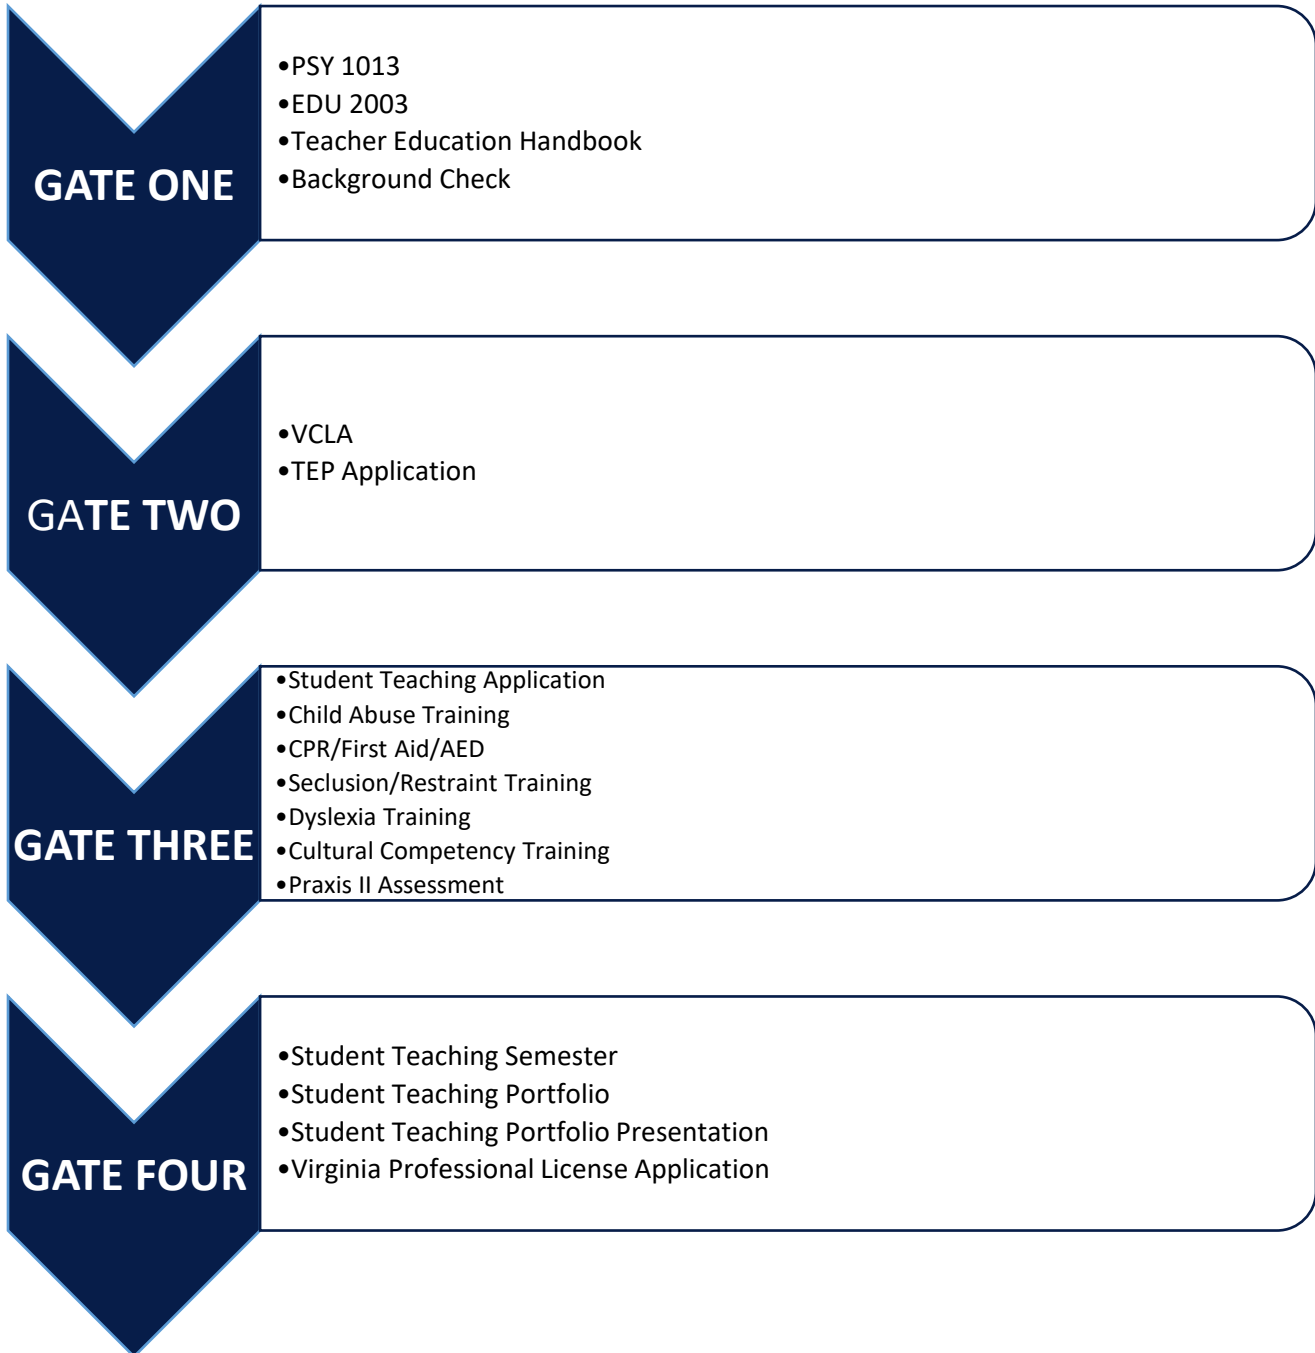 GATE ONE
•PSY 1013
•EDU 2003
•Teacher Education Handbook
•Background Check
GATE TWO
•VCLA
•TEP Application
GATE THREE
•Student Teaching Application
•Child Abuse Training
•CPR/First Aid/AED
•Seclusion/Restraint Training
•Dyslexia Training
•Cultural Competency Training
•Praxis II Assessment
GATE FOUR
•Student Teaching Semester
•Student Teaching Portfolio
•Student Teaching Portfolio Presentation
•Virginia Professional License Application